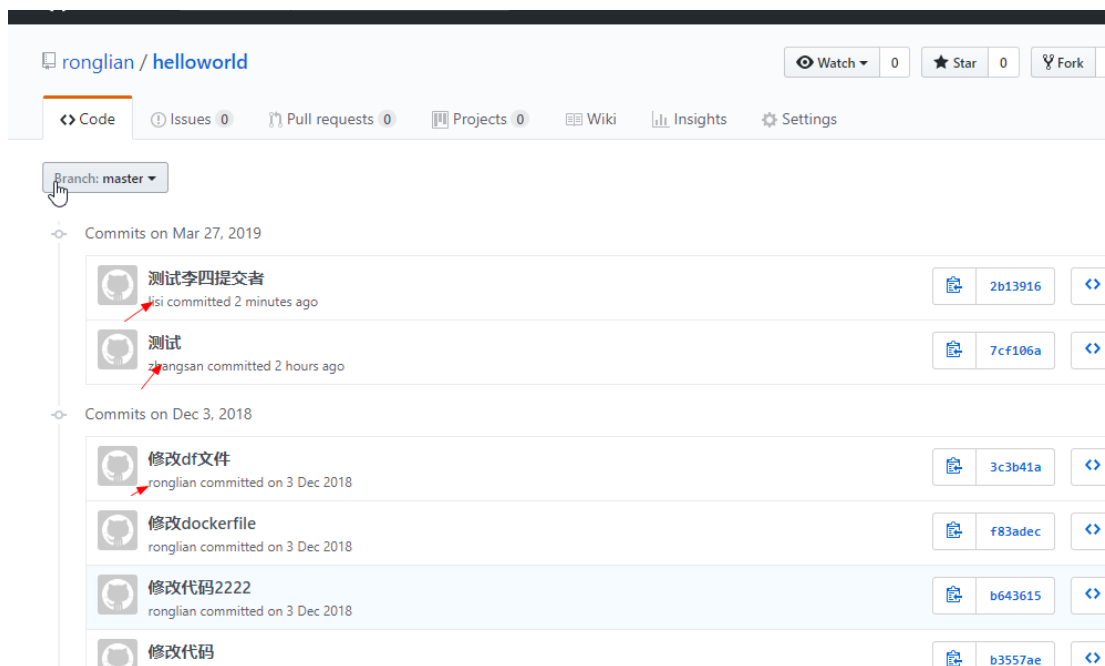 ronglian / helloworld
Watch 0 Star 0 Fork
Code Issues 0 Pull requests 0 Projects 0 Wiki Insights Settings
Branch: master
Commits on Mar 27, 2019
测试李四提交者
2b13916
lisi committed 2 minutes ago
测试
7cf106a
zhangsan committed 2 hours ago
Commits on Dec 3, 2018
修改df文件
3c3b41a
ronglian committed on 3 Dec 2018
修改dockerfile
f83adec
ronglian committed on 3 Dec 2018
修改代码2222
b643615
ronglian committed on 3 Dec 2018
修改代码
b3557ae